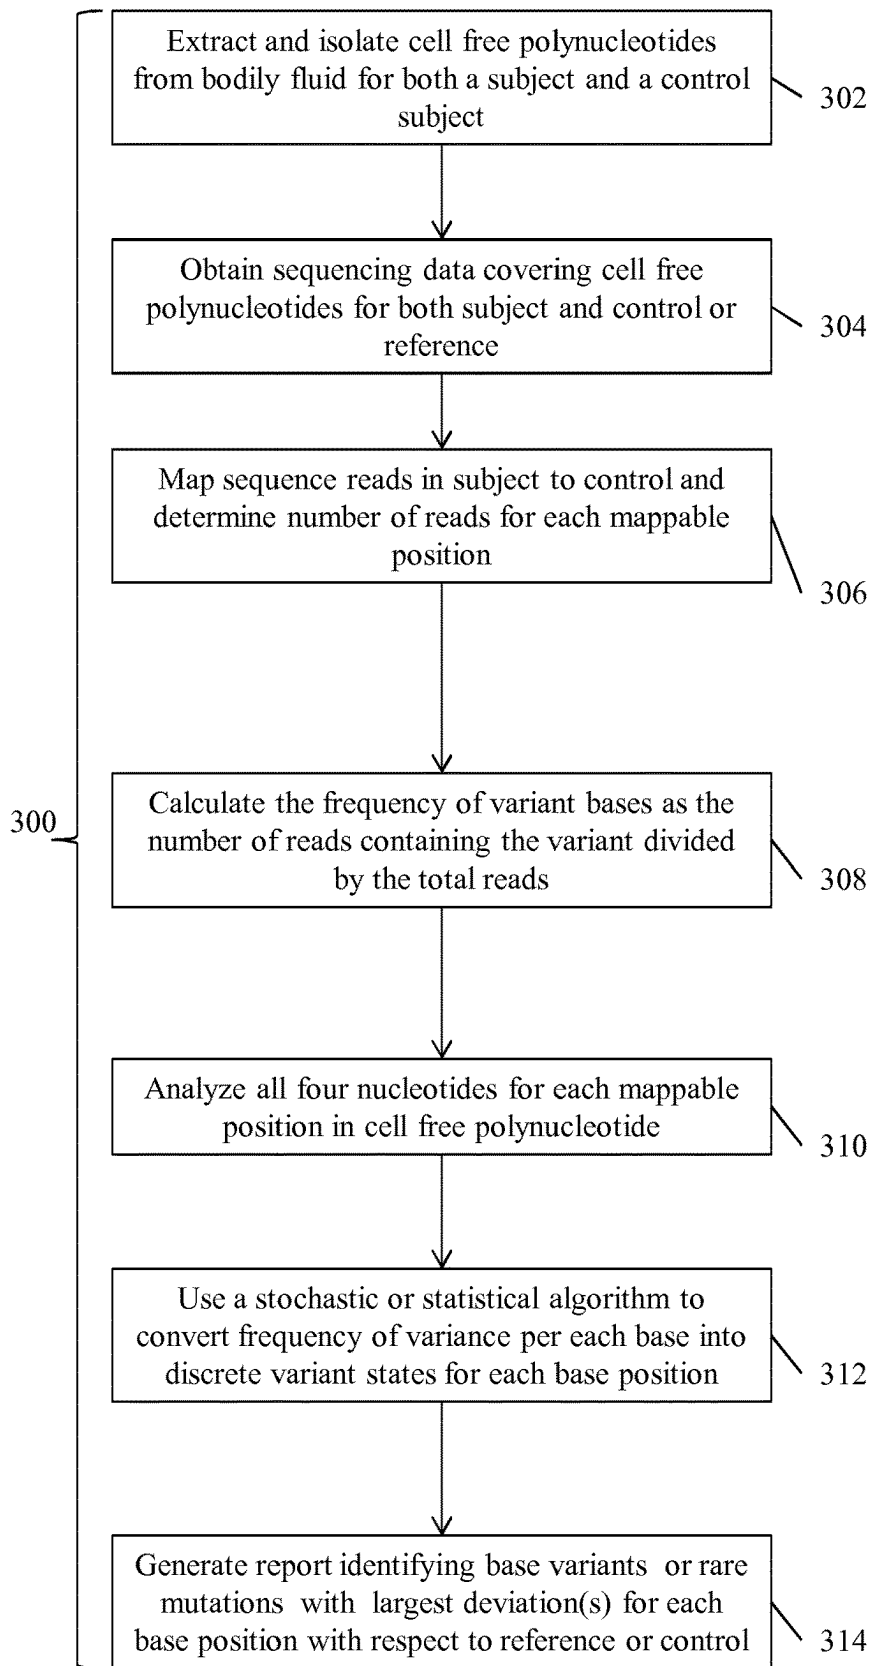 Extract and isolate cell free polynucleotides
from bodily fluid for both a subject and a control
subject
302
Obtain sequencing data covering cell free
polynucleotides for both subject and control or
reference
304
Map sequence reads in subject to control and
determine number of reads for each mappable
position
306
300
Calculate the frequency of variant bases as the
number of reads containing the variant divided
by the total reads
308
Analyze all four nucleotides for each mappable
position in cell free polynucleotide
310
Use a stochastic or statistical algorithm to
convert frequency of variance per each base into
discrete variant states for each base position
312
Generate report identifying base variants or rare
mutations with largest deviation(s) for each
base position with respect to reference or control
314